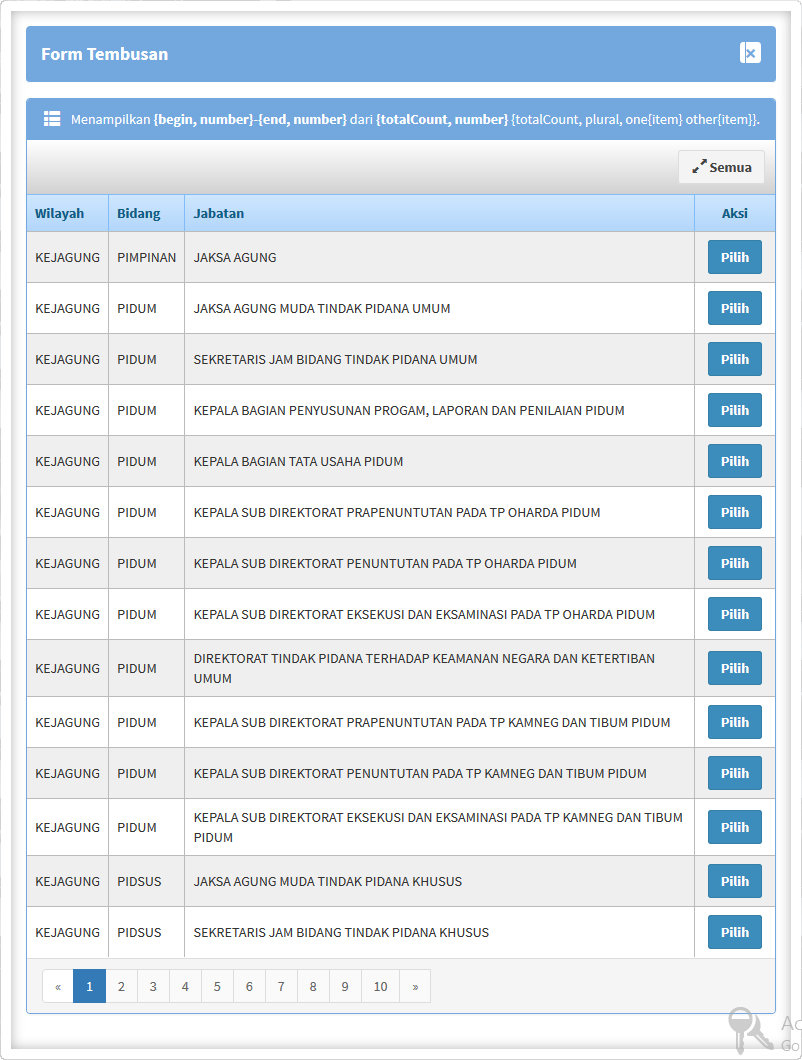 Form Tembusan
Menampilkan {begin, number}-{end, number} dari {totalCount, number} {totalCount, plural, one{item} other{item}}.
Semua
Wilayah Bidang Jabatan Aksi
KEJAGUNG PIMPINAN JAKSA AGUNG Pilih
KEJAGUNG PIDUM JAKSA AGUNG MUDA TINDAK PIDANA UMUM Pilih
KEJAGUNG PIDUM SEKRETARIS JAM BIDANG TINDAK PIDANA UMUM Pilih
KEJAGUNG PIDUM KEPALA BAGIAN PENYUSUNAN PROGAM, LAPORAN DAN PENILAIAN PIDUM Pilih
KEJAGUNG PIDUM KEPALA BAGIAN TATA USAHA PIDUM Pilih
KEJAGUNG PIDUM KEPALA SUB DIREKTORAT PRAPENUNTUTAN PADA TP OHARDA PIDUM Pilih
KEJAGUNG PIDUM KEPALA SUB DIREKTORAT PENUNTUTAN PADA TP OHARDA PIDUM Pilih
KEJAGUNG PIDUM KEPALA SUB DIREKTORAT EKSEKUSI DAN EKSAMINASI PADA TP OHARDA PIDUM Pilih
KEJAGUNG PIDUM DIREKTORAT TINDAK PIDANA TERHADAP KEAMANAN NEGARA DAN KETERTIBAN
UMUM Pilih
KEJAGUNG PIDUM KEPALA SUB DIREKTORAT PRAPENUNTUTAN PADA TP KAMNEG DAN TIBUM PIDUM Pilih
KEJAGUNG PIDUM KEPALA SUB DIREKTORAT PENUNTUTAN PADA TP KAMNEG DAN TIBUM PIDUM Pilih
KEJAGUNG PIDUM KEPALA SUB DIREKTORAT EKSEKUSI DAN EKSAMINASI PADA TP KAMNEG DAN TIBUM
PIDUM Pilih
KEJAGUNG PIDSUS JAKSA AGUNG MUDA TINDAK PIDANA KHUSUS Pilih
KEJAGUNG PIDSUS SEKRETARIS JAM BIDANG TINDAK PIDANA KHUSUS Pilih
« 1 2 3 4 5 6 7 8 9 10 »